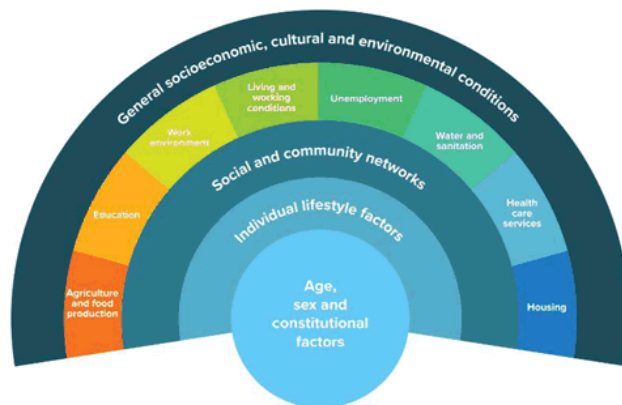 General socioeconomic, cultural and environmental conditions
Agriculture
and food
production
Education
Work
environment
Living and
working
conditions
Unemployment
Water and
sanitation
Health
care
services
Housing
Social and community networks
Individual lifestyle factors
Age,
sex and
constitutional
factors